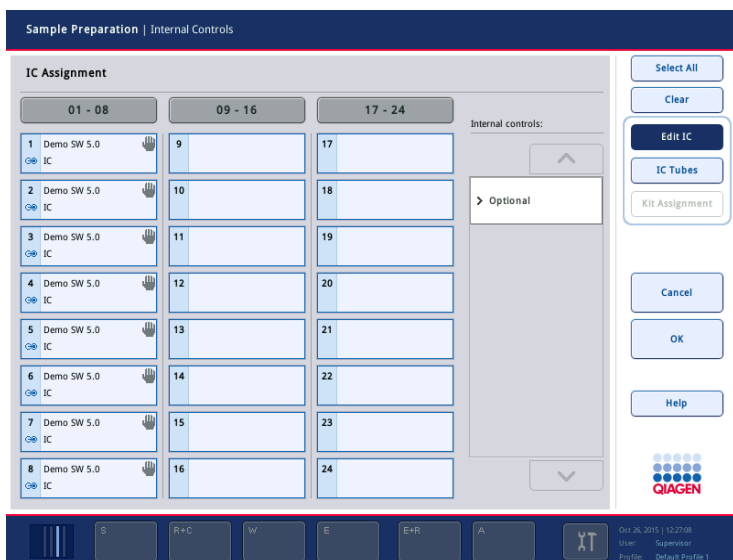 Sample Preparation | Internal Controls
IC Assignment
01 - 08
09 - 16
17 - 24
Internal controls:
1 Demo SW 5.0
IC
2 Demo SW 5.0
IC
3 Demo SW 5.0
IC
4 Demo SW 5.0
IC
5 Demo SW 5.0
IC
6 Demo SW 5.0
IC
7 Demo SW 5.0
IC
8 Demo SW 5.0
IC
9
10
11
12
13
14
15
16
17
18
19
20
21
22
23
24
Optional
Select All
Clear
Edit IC
IC Tubes
Kit Assignment
Cancel
OK
Help
QIAGEN
S
R+C
W
E
E+R
A
Oct 26, 2015 | 12:27:08
User: Supervisor
Profile: Default Profile 1